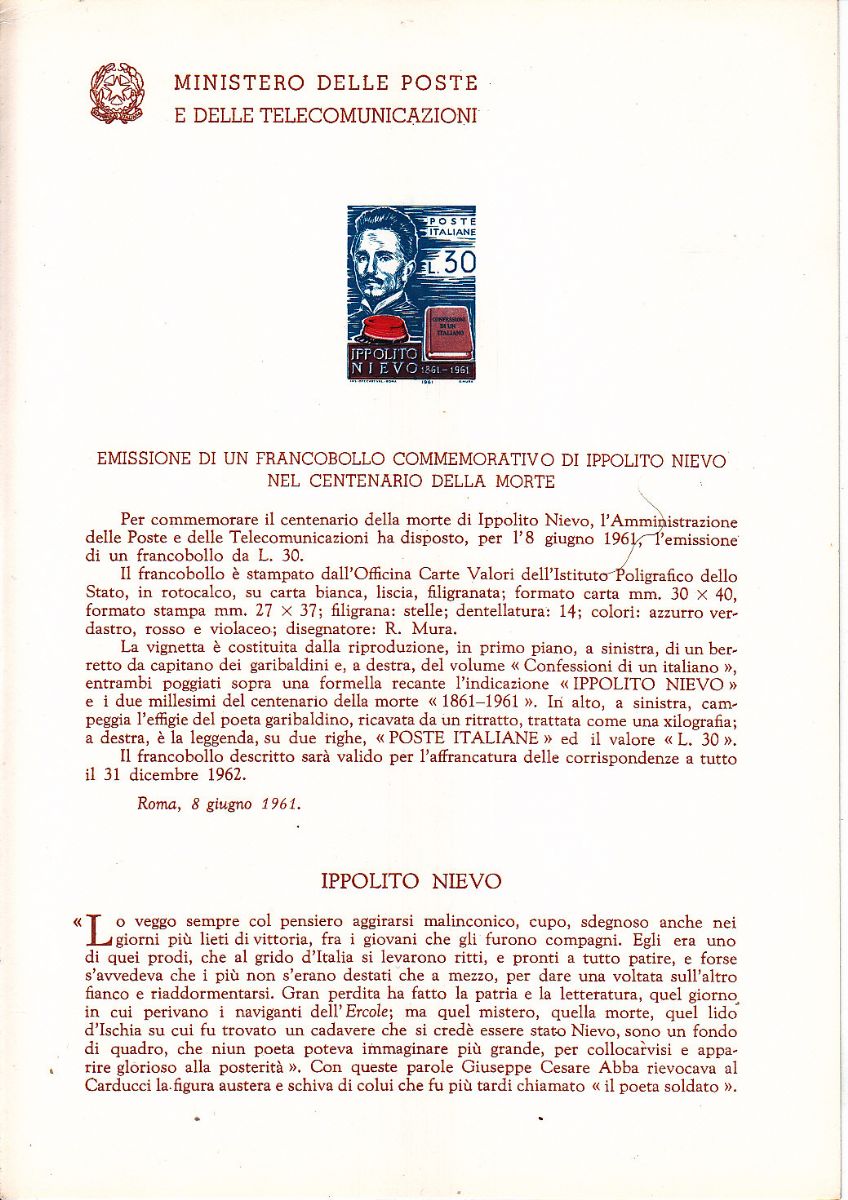 MINISTERO DELLE POSTE
E DELLE TELECOMUNICAZIONI
POSTE
ITALIANE
L. 30
CONFESSIONI
DI UN
ITALIANO
IPPOLITO
NIEVO 1861-1961
1961
EMISSIONE DI UN FRANCOBOLLO COMMEMORATIVO DI IPPOLITO NIEVO
NEL CENTENARIO DELLA MORTE
Per commemorare il centenario della morte di Ippolito Nievo, l'Amministrazione
delle Poste e delle Telecomunicazioni ha disposto, per l'8 giugno 1961, l'emissione
di un francobollo da L. 30.
Il francobollo è stampato dall'Officina Carte Valori dell'Istituto Poligrafico dello
Stato, in rotocalco, su carta bianca, liscia, filigranata; formato carta mm. 30 × 40,
formato stampa mm. 27 × 37; filigrana: stelle; dentellatura: 14; colori: azzurro ver-
dastro, rosso e violaceo; disegnatore: R. Mura.
La vignetta è costituita dalla riproduzione, in primo piano, a sinistra, di un ber-
retto da capitano dei garibaldini e, a destra, del volume « Confessioni di un italiano »,
entrambi poggiati sopra una formella recante l'indicazione « IPPOLITO NIEVO »
e i due millesimi del centenario della morte « 1861-1961 ». In alto, a sinistra, cam-
peggia l'effigie del poeta garibaldino, ricavata da un ritratto, trattata come una xilografia;
a destra, è la leggenda, su due righe, « POSTE ITALIANE » ed il valore « L. 30 ».
Il francobollo descritto sarà valido per l'affrancatura delle corrispondenze a tutto
il 31 dicembre 1962.
Roma, 8 giugno 1961.
IPPOLITO NIEVO
« Lo veggo sempre col pensiero aggirarsi malinconico, cupo, sdegnoso anche nei
giorni più lieti di vittoria, fra i giovani che gli furono compagni. Egli era uno
di quei prodi, che al grido d'Italia si levarono ritti, e pronti a tutto patire, e forse
s'avvedeva che i più non s'erano destati che a mezzo, per dare una voltata sull'altro
fianco e riaddormentarsi. Gran perdita ha fatto la patria e la letteratura, quel giorno
in cui perivano i naviganti dell'Ercole; ma quel mistero, quella morte, quel lido
d'Ischia su cui fu trovato un cadavere che si credè essere stato Nievo, sono un fondo
di quadro, che niun poeta poteva immaginare più grande, per collocarvisi e appa-
rire glorioso alla posterità ». Con queste parole Giuseppe Cesare Abba rievocava al
Carducci la figura austera e schiva di colui che fu più tardi chiamato « il poeta soldato ».